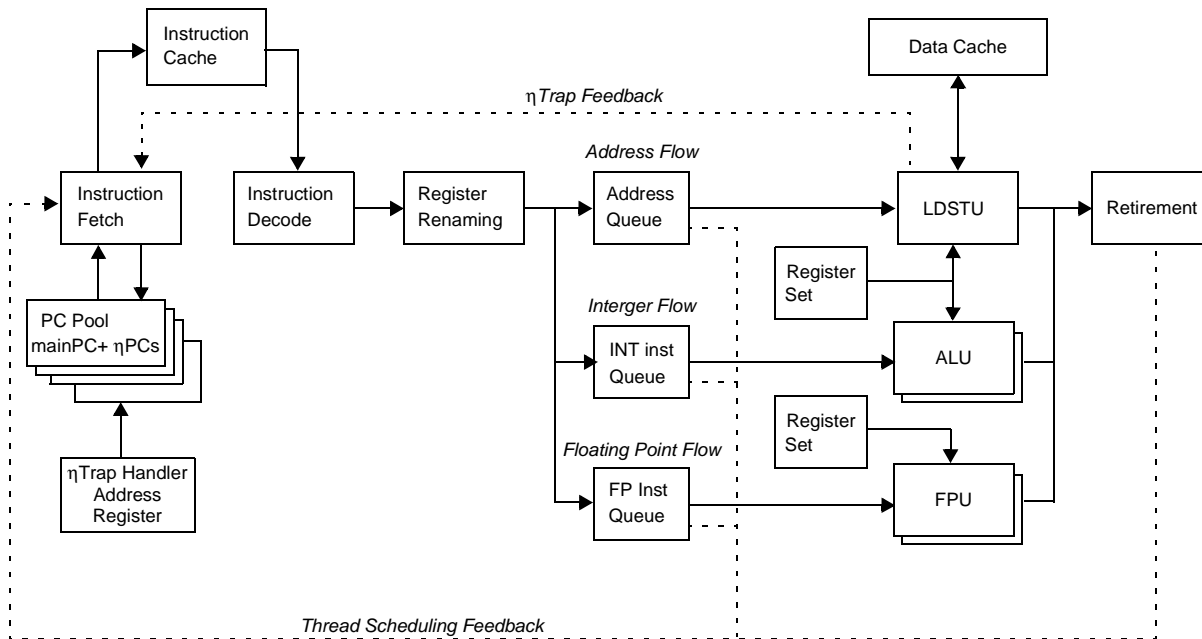 Instruction
Cache
Data Cache
ηTrap Feedback
Address Flow
Instruction
Fetch
Instruction
Decode
Register
Renaming
Address
Queue
LDSTU
Retirement
Register
Set
PC Pool
mainPC+ ηPCs
Interger Flow
INT inst
Queue
ALU
Register
Set
ηTrap Handler
Address
Register
Floating Point Flow
FP Inst
Queue
FPU
Thread Scheduling Feedback